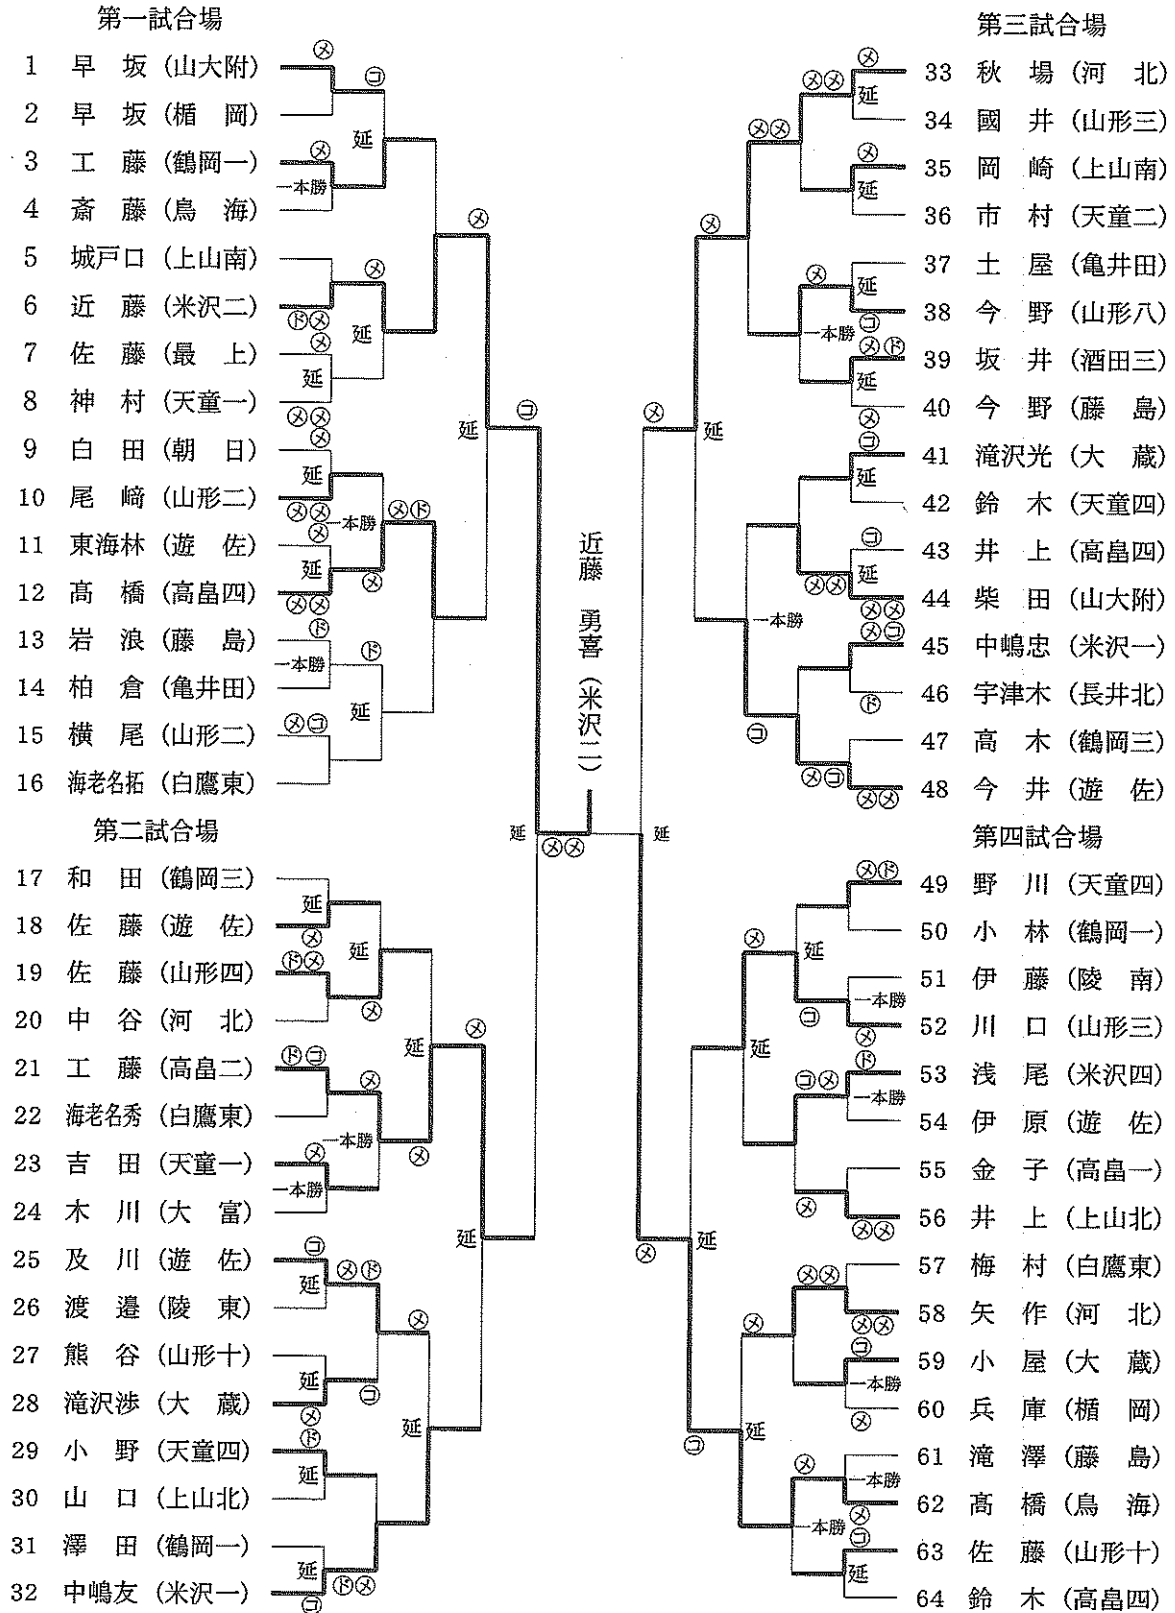 第一試合場
1 早坂 (山大附)
2 早坂 (楯岡)
3 工藤 (鶴岡一)
4 斎藤 (鳥海)
5 城戸口 (上山南)
6 近藤 (米沢二)
7 佐藤 (最上)
8 神村 (天童一)
9 白田 (朝日)
10 尾﨑 (山形二)
11 東海林 (遊佐)
12 高橋 (高畠四)
13 岩浪 (藤島)
14 柏倉 (亀井田)
15 横尾 (山形二)
16 海老名拓 (白鷹東)
第二試合場
17 和田 (鶴岡三)
18 佐藤 (遊佐)
19 佐藤 (山形四)
20 中谷 (河北)
21 工藤 (高畠二)
22 海老名秀 (白鷹東)
23 吉田 (天童一)
24 木川 (大富)
25 及川 (遊佐)
26 渡邉 (陵東)
27 熊谷 (山形十)
28 滝沢渉 (大蔵)
29 小野 (天童四)
30 山口 (上山北)
31 澤田 (鶴岡一)
32 中嶋友 (米沢一)
近藤 勇喜 (米沢二)
第三試合場
33 秋場 (河北)
34 國井 (山形三)
35 岡崎 (上山南)
36 市村 (天童二)
37 土屋 (亀井田)
38 今野 (山形八)
39 坂井 (酒田三)
40 今野 (藤島)
41 滝沢光 (大蔵)
42 鈴木 (天童四)
43 井上 (高畠四)
44 柴田 (山大附)
45 中嶋忠 (米沢一)
46 宇津木 (長井北)
47 高木 (鶴岡三)
48 今井 (遊佐)
第四試合場
49 野川 (天童四)
50 小林 (鶴岡一)
51 伊藤 (陵南)
52 川口 (山形三)
53 浅尾 (米沢四)
54 伊原 (遊佐)
55 金子 (高畠一)
56 井上 (上山北)
57 梅村 (白鷹東)
58 矢作 (河北)
59 小屋 (大蔵)
60 兵庫 (楯岡)
61 滝澤 (藤島)
62 髙橋 (鳥海)
63 佐藤 (山形十)
64 鈴木 (高畠四)